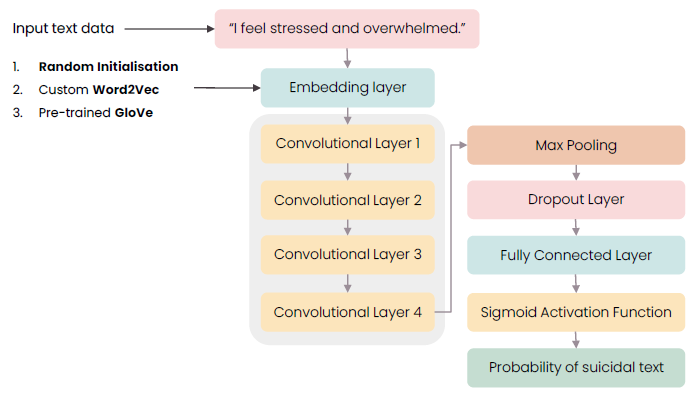 Input text data
“I feel stressed and overwhelmed.”
1. Random Initialisation
2. Custom Word2Vec
3. Pre-trained GloVe
Embedding layer
Convolutional Layer 1
Convolutional Layer 2
Convolutional Layer 3
Convolutional Layer 4
Max Pooling
Dropout Layer
Fully Connected Layer
Sigmoid Activation Function
Probability of suicidal text